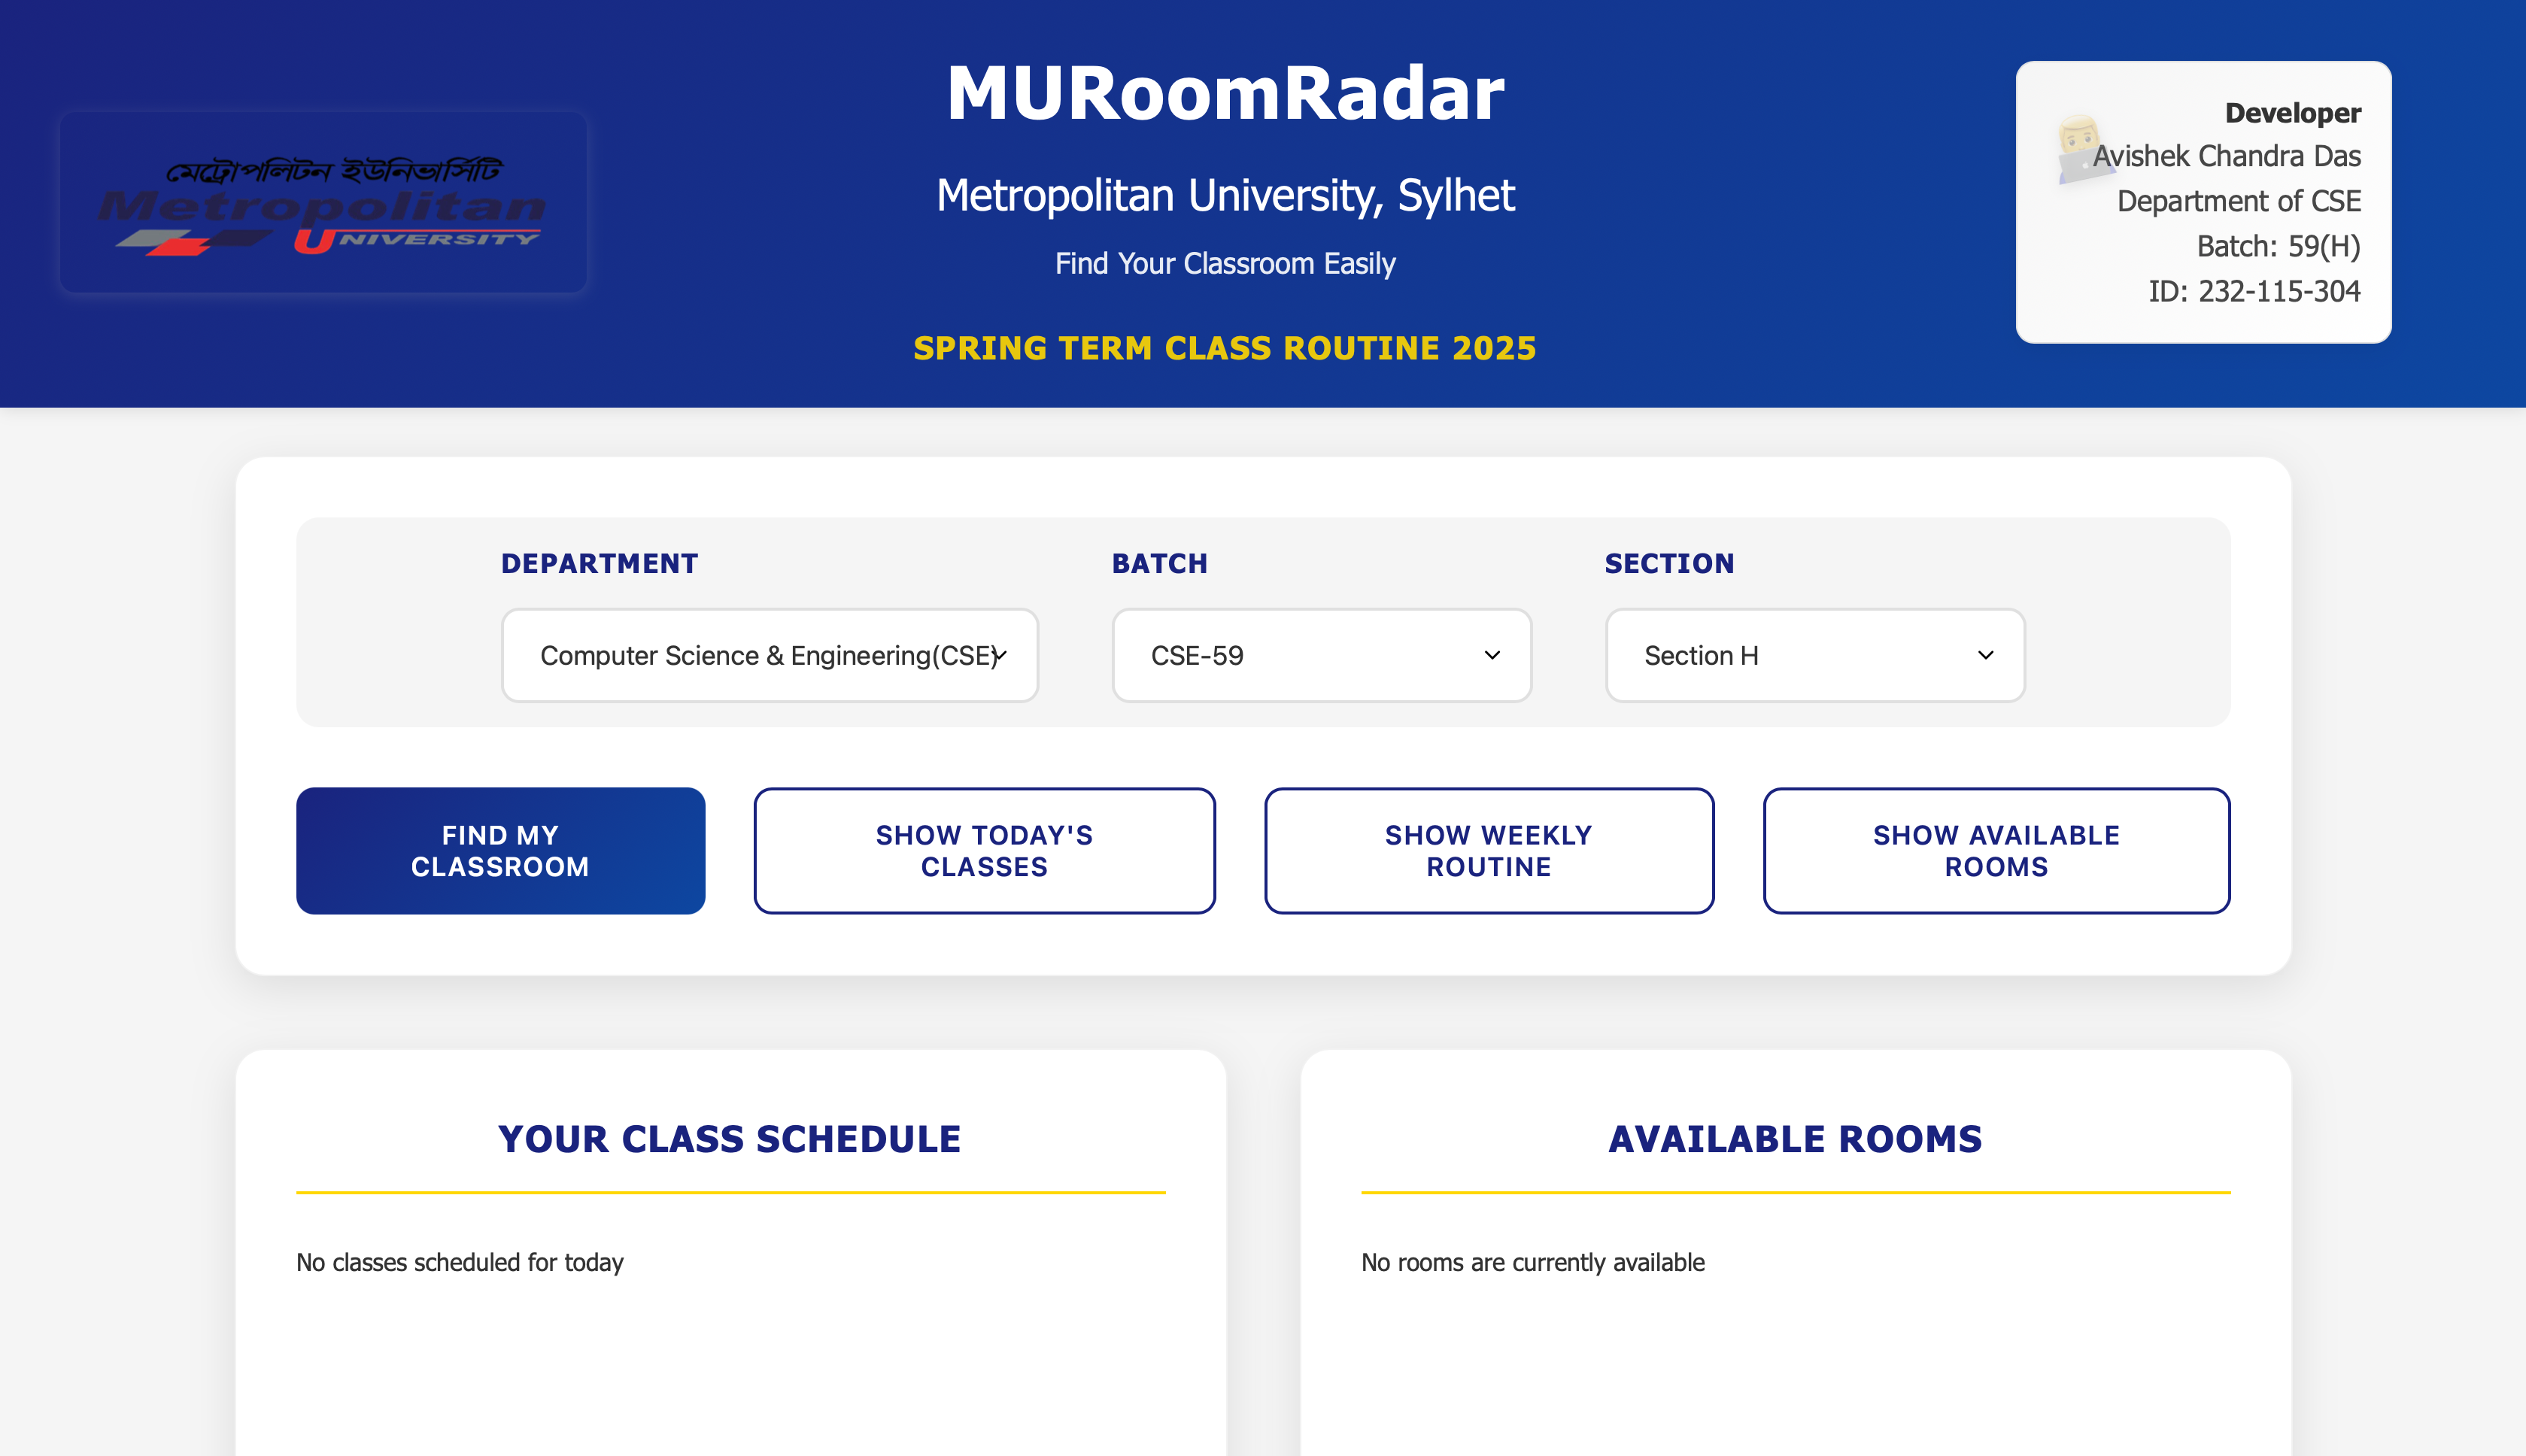 মেট্রোপলিটন ইউনিভার্সিটি
Metropolitan
UNIVERSITY
MURoomRadar
Metropolitan University, Sylhet
Find Your Classroom Easily
SPRING TERM CLASS ROUTINE 2025
Developer
Avishek Chandra Das
Department of CSE
Batch: 59(H)
ID: 232-115-304
DEPARTMENT
Computer Science & Engineering(CSE)
BATCH
CSE-59
SECTION
Section H
FIND MY
CLASSROOM
SHOW TODAY'S
CLASSES
SHOW WEEKLY
ROUTINE
SHOW AVAILABLE
ROOMS
YOUR CLASS SCHEDULE
No classes scheduled for today
AVAILABLE ROOMS
No rooms are currently available